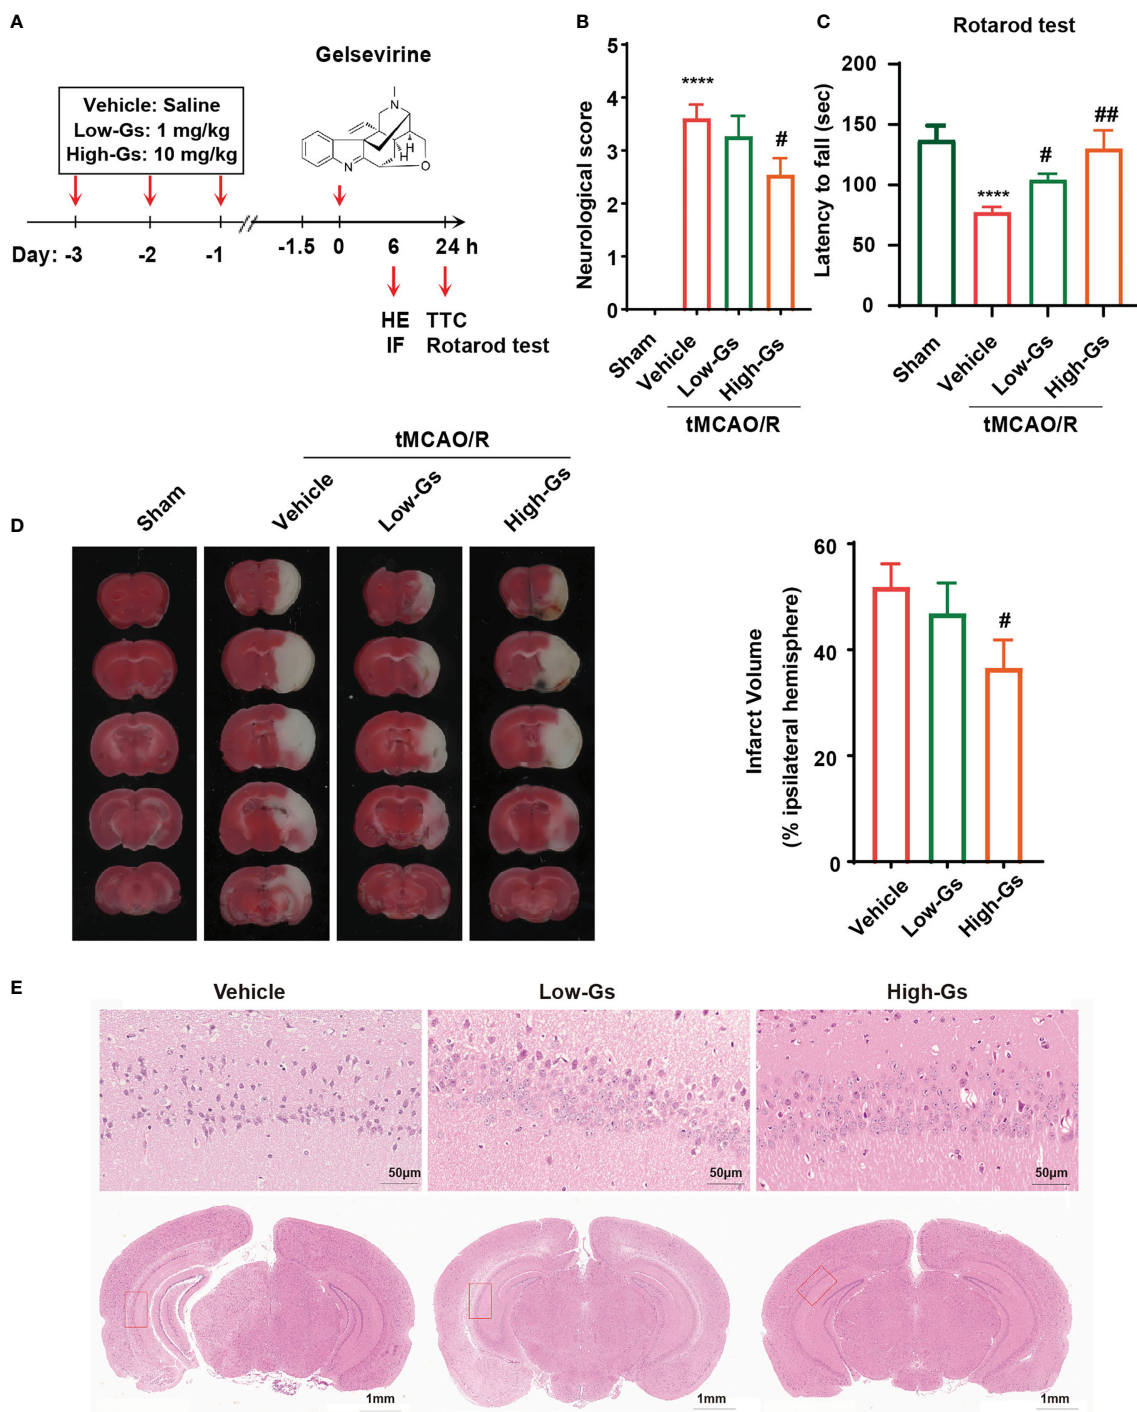 A
Gelsevirine
Vehicle: Saline
Low-Gs: 1 mg/kg
High-Gs: 10 mg/kg
N
H
H
N
O
Day: -3 -2 -1 -1.5 0 6 24 h
HE TTC
IF Rotarod test
B
Neurological score
5
4
3
2
1
0
****
#
Sham
Vehicle
Low-Gs
High-Gs
tMCAO/R
C
Rotarod test
Latency to fall (sec)
200
150
100
50
0
****
#
##
Sham
Vehicle
Low-Gs
High-Gs
tMCAO/R
D
tMCAO/R
Sham
Vehicle
Low-Gs
High-Gs
Infarct Volume
(% ipsilateral hemisphere)
60
40
20
0
#
Vehicle
Low-Gs
High-Gs
E
Vehicle Low-Gs High-Gs
50μm 50μm 50μm
1mm 1mm 1mm